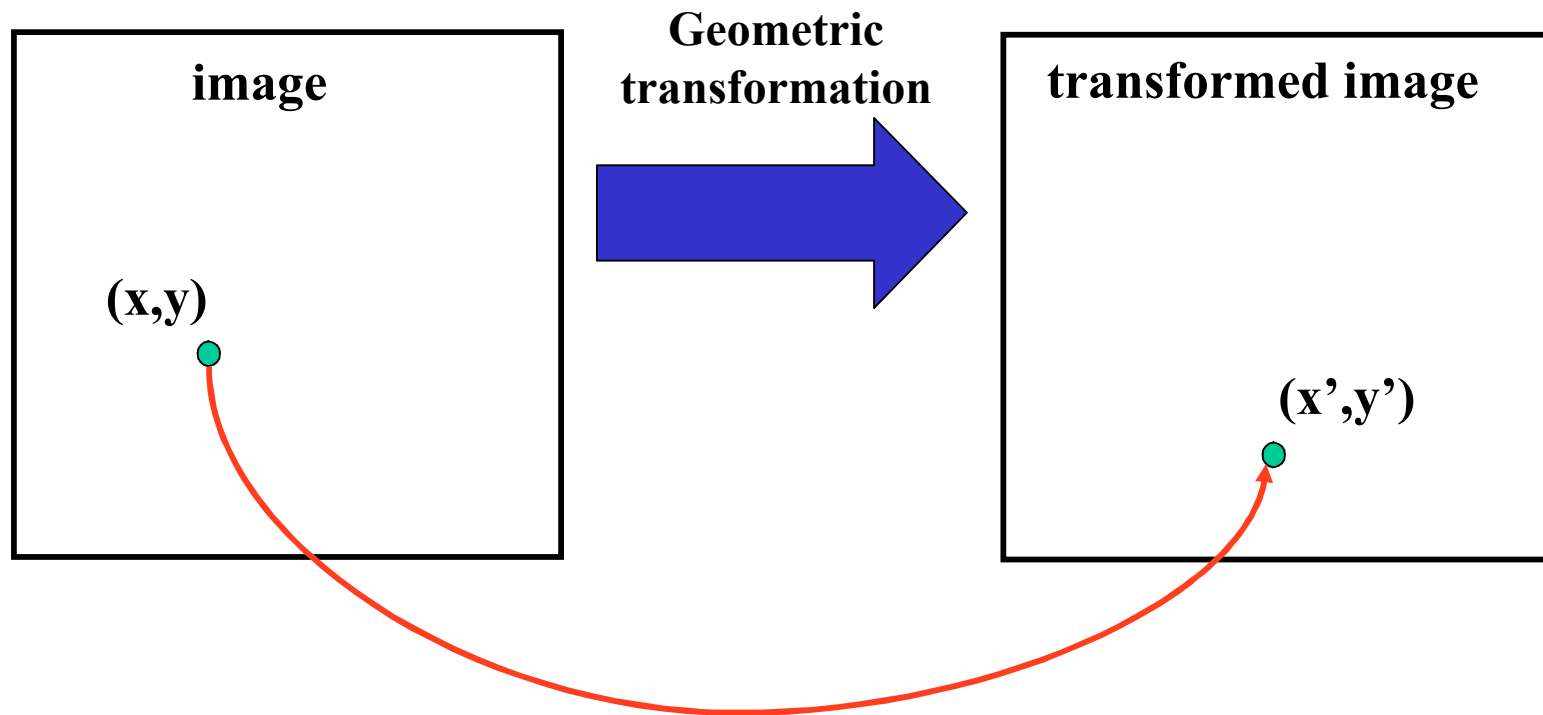 image
Geometric
transformation
transformed image
(x,y)
(x’,y’)